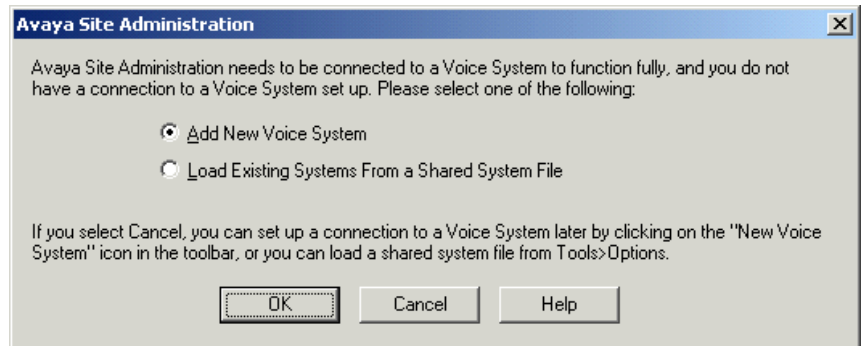 Avaya Site Administration
Avaya Site Administration needs to be connected to a Voice System to function fully, and you do not
have a connection to a Voice System set up. Please select one of the following:
Add New Voice System
Load Existing Systems From a Shared System File
If you select Cancel, you can set up a connection to a Voice System later by clicking on the "New Voice
System" icon in the toolbar, or you can load a shared system file from Tools>Options.
OK Cancel Help